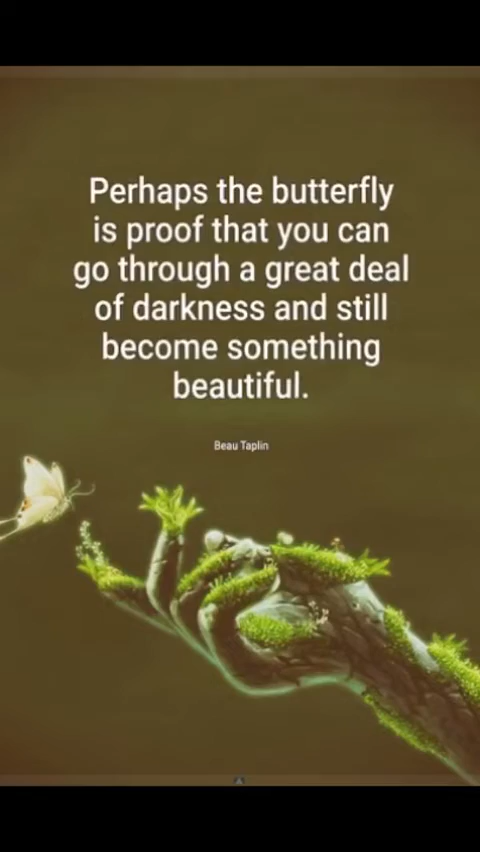 Perhaps the butterfly
is proof that you can
go through a great deal
of darkness and still
become something
beautiful.
Beau Taplin